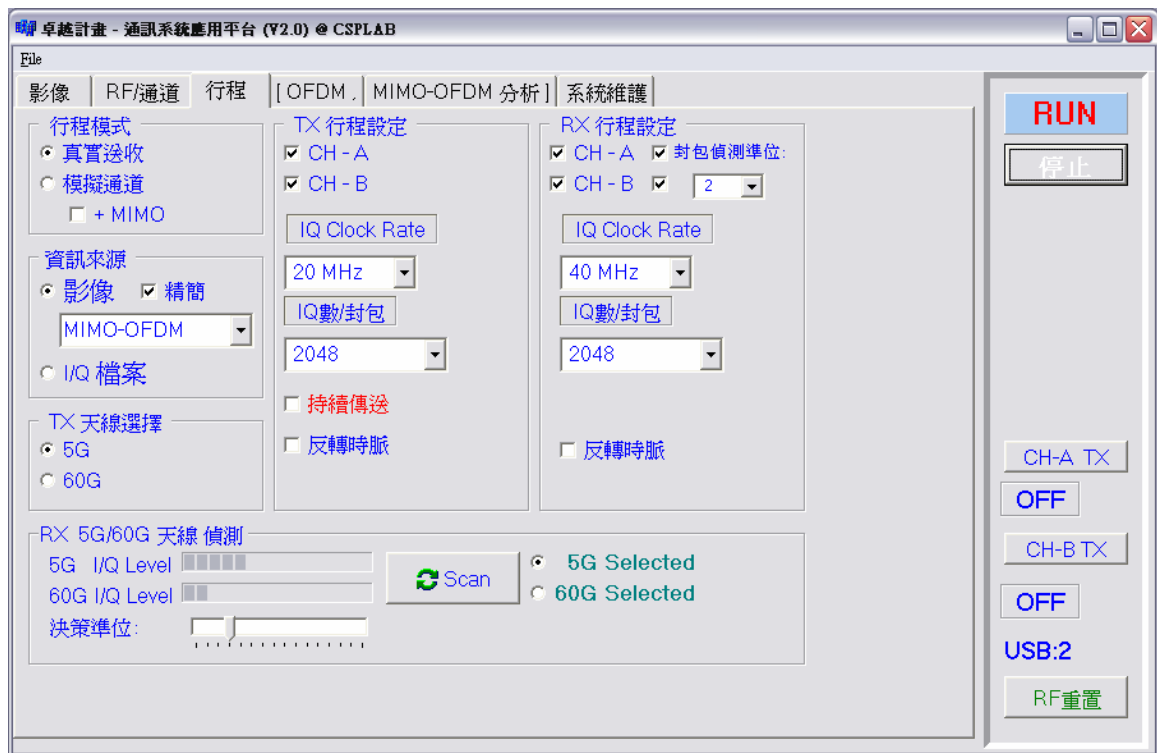 卓越計畫 - 通訊系統應用平台 (V2.0) @ CSPLAB
File
影像 RF/通道 行程 [ OFDM , MIMO-OFDM 分析 ] 系統維護
行程模式
真實送收
模擬通道
+ MIMO
資訊來源
影像 精簡
MIMO-OFDM
I/Q 檔案
TX 天線選擇
5G
60G
TX 行程設定
CH - A
CH - B
IQ Clock Rate
20 MHz
IQ數/封包
2048
持續傳送
反轉時脈
RX 行程設定
CH - A 封包偵測準位:
CH - B 2
IQ Clock Rate
40 MHz
IQ數/封包
2048
反轉時脈
RX 5G/60G 天線 偵測
5G I/Q Level
60G I/Q Level
決策準位:
Scan
5G Selected
60G Selected
RUN
停止
CH-A TX
OFF
CH-B TX
OFF
USB:2
RF重置